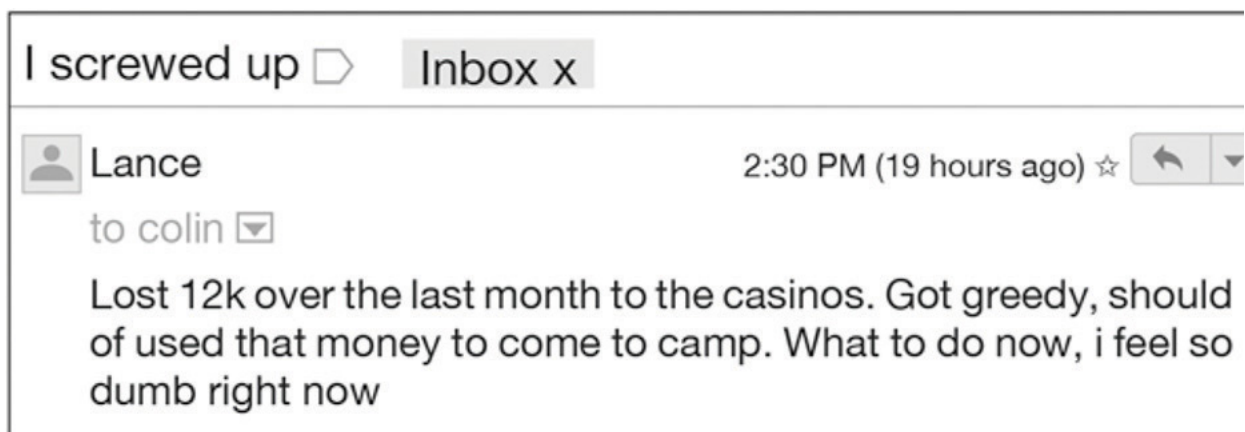 I screwed up Inbox x
Lance 2:30 PM (19 hours ago)
to colin
Lost 12k over the last month to the casinos. Got greedy, should
of used that money to come to camp. What to do now, i feel so
dumb right now